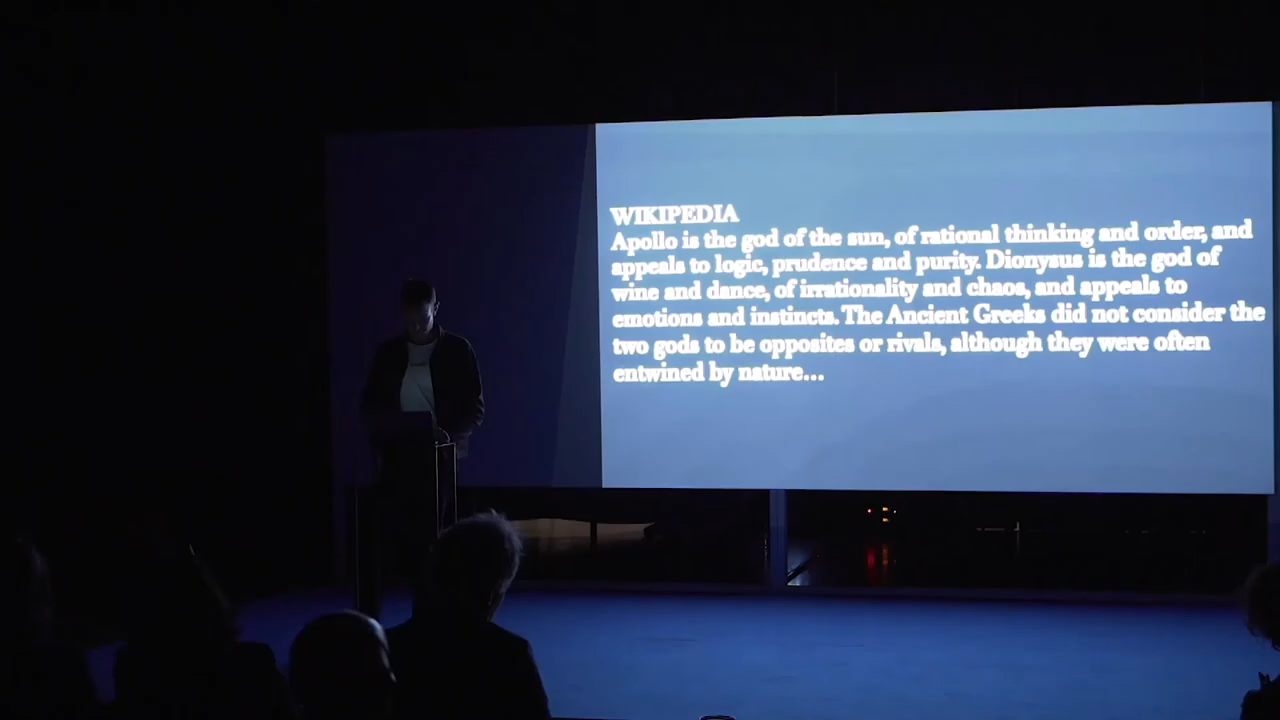 WIKIPEDIA
Apollo is the god of the sun, of rational thinking and order, and
appeals to logic, prudence and purity. Dionysus is the god of
wine and dance, of irrationality and chaos, and appeals to
emotions and instincts. The Ancient Greeks did not consider the
two gods to be opposites or rivals, although they were often
entwined by nature...